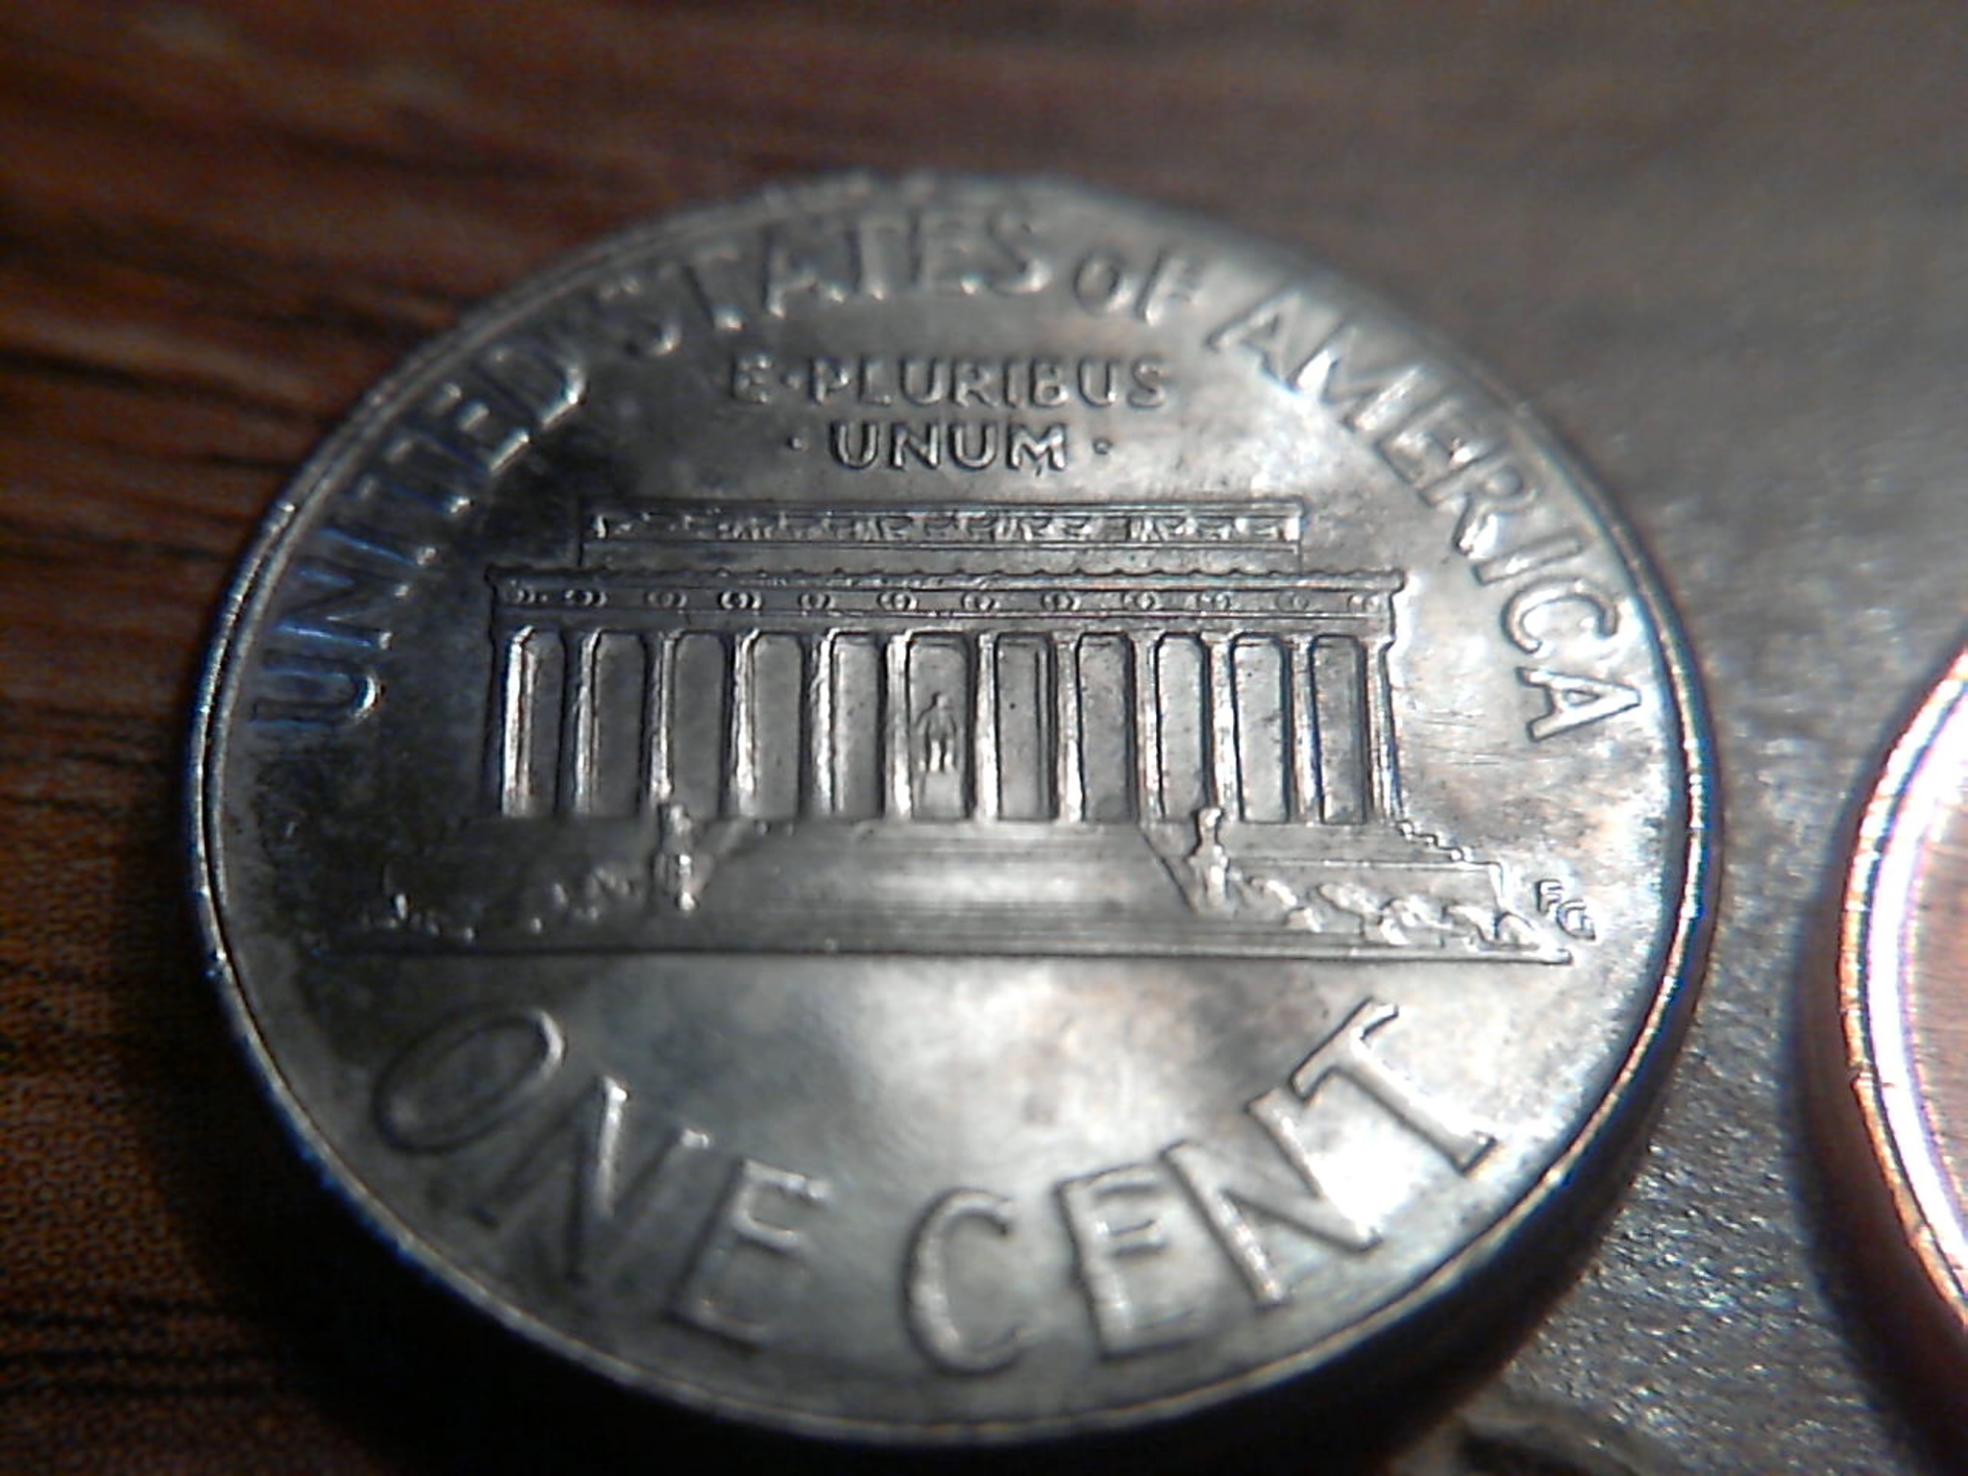 UNITED STATES OF AMERICA
E·PLURIBUS
·UNUM·
FG
ONE CENT